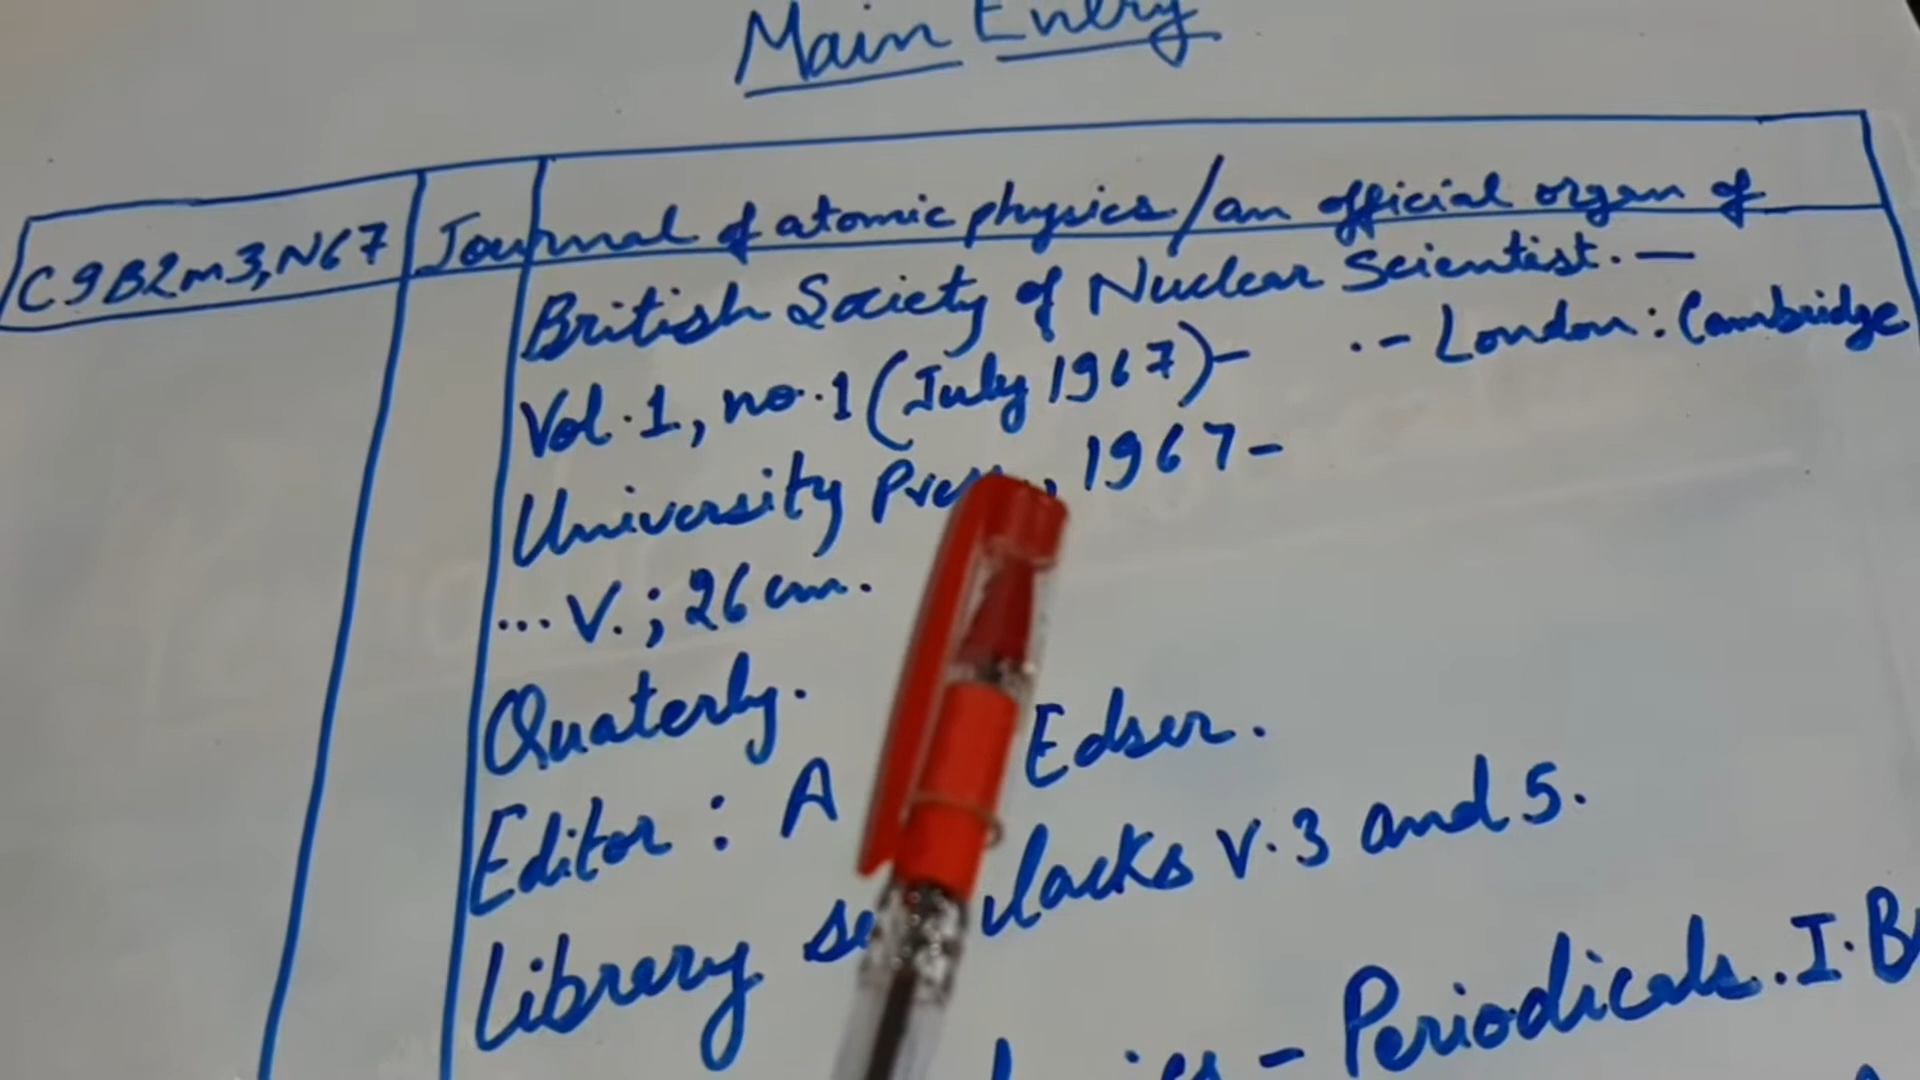 Main Entry
C9B2m3,N67 Journal of atomic physics/an official organ of
British Society of Nuclear Scientist. —
Vol. 1, no. 1 (July 1967)- .- London: Cambridge
University , 1967-
... V.; 26 cm.
Quaterly.
Editor: A Edser.
Library lacks V. 3 and 5.
- Periodicals. I.